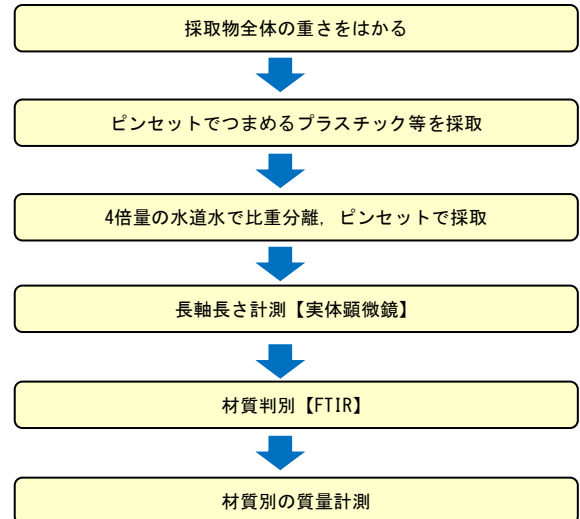 採取物全体の重さをはかる
ピンセットでつまめるプラスチック等を採取
4倍量の水道水で比重分離，ピンセットで採取
長軸長さ計測【実体顕微鏡】
材質判別【FTIR】
材質別の質量計測